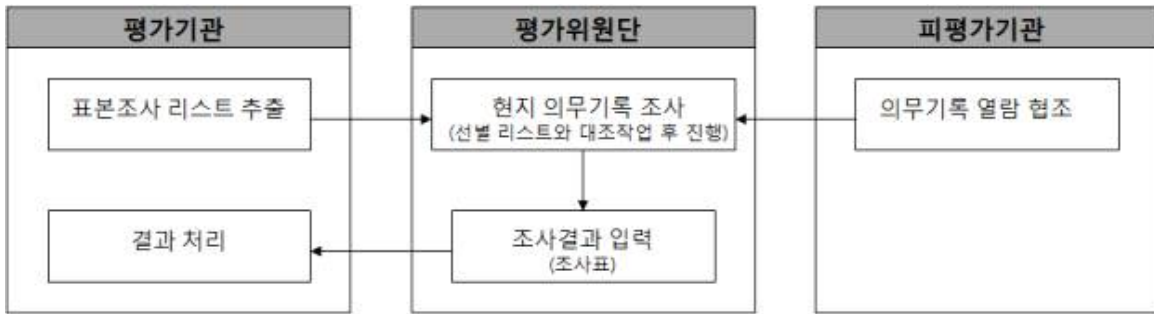 평가기관
평가위원단
피평가기관
표본조사 리스트 추출
현지 의무기록 조사
(선별 리스트와 대조작업 후 진행)
의무기록 열람 협조
결과 처리
조사결과 입력
(조사표)